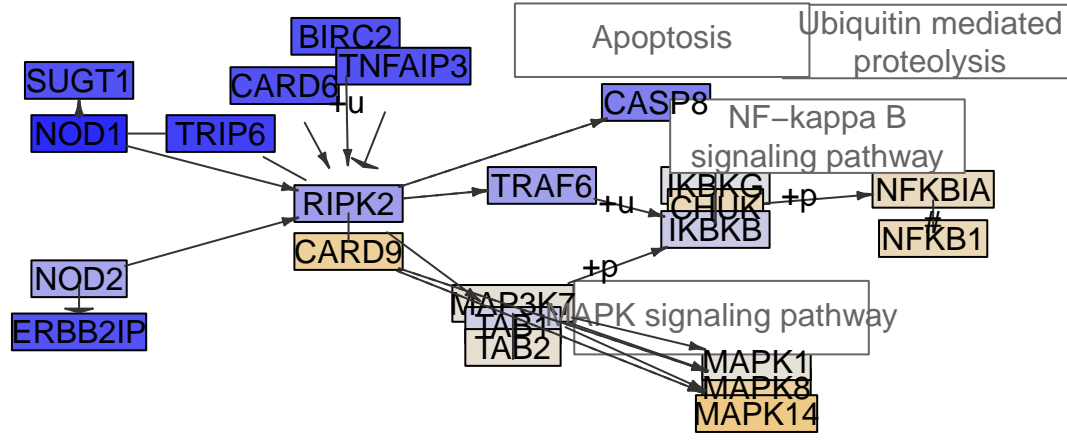 BIRC2
Apoptosis
Ubiquitin mediated
proteolysis
TNFAIP3
SUGT1
CARD6
+u
CASP8
NOD1
TRIP6
NF−kappa B
signaling pathway
RIPK2
TRAF6
+u
IKBKG
CHUK
IKBKB
+p
NFKBIA
#
NFKB1
CARD9
NOD2
+p
ERBB2IP
MAP3K7
TAB1
TAB2
MAPK signaling pathway
MAPK1
MAPK8
MAPK14